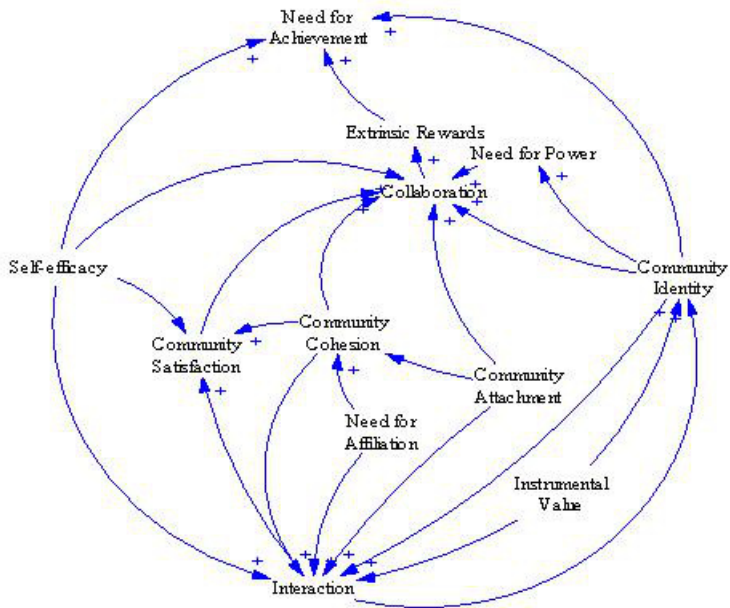 Need for
Achievement
+
+
+
Extrinsic Rewards
Need for Power
+
+
Collaboration
+
+
+
+
+
Self-efficacy
Community
Identity
Community
Satisfaction
+
Community
Cohesion
+
+
+
+
Community
Attachment
Need for
Affiliation
Instrumental
Value
+
+
+
+
+
Interaction